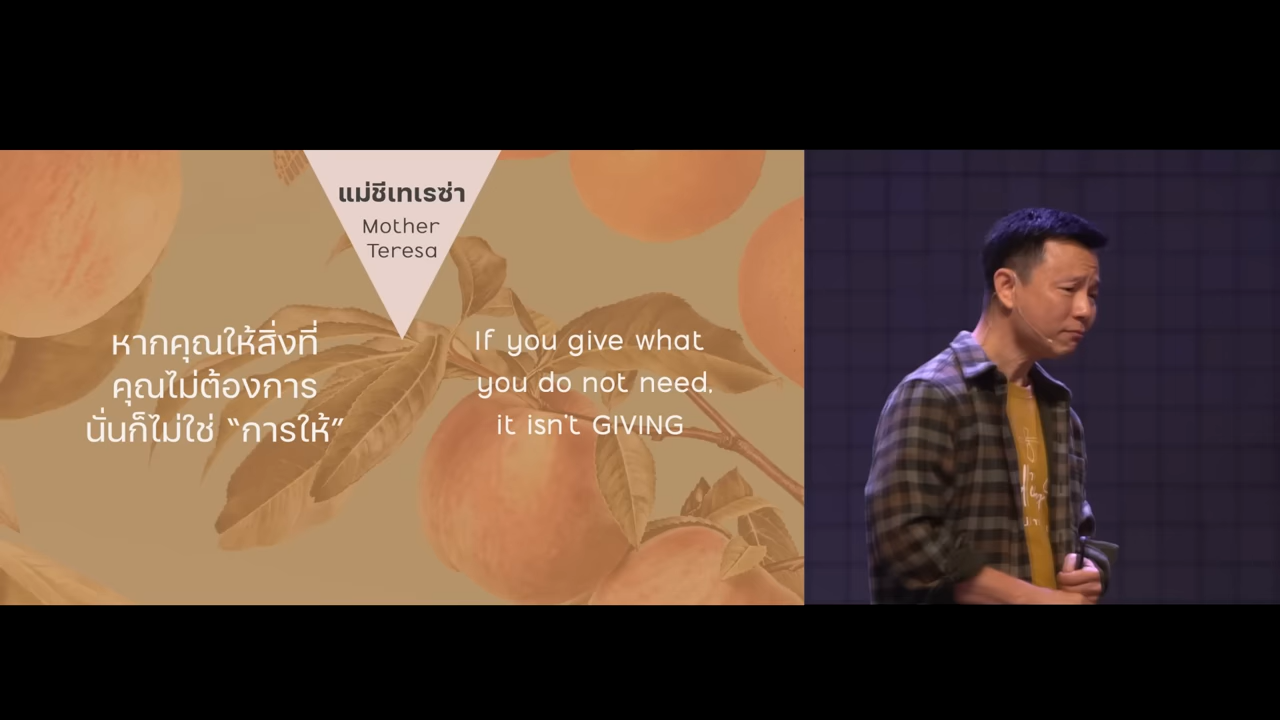 แม่ชีเทเรซ่า
Mother
Teresa
หากคุณให้สิ่งที่
คุณไม่ต้องการ
นั่นก็ไม่ใช่ “การให้”
If you give what
you do not need,
it isn't GIVING